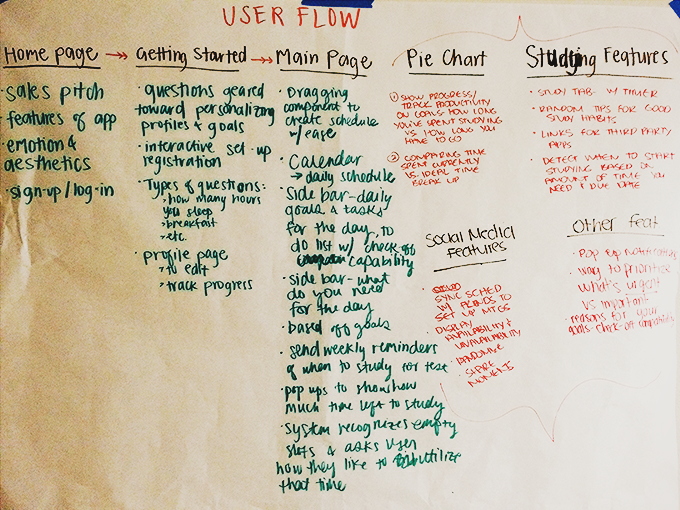 USER FLOW
Home page →
sales pitch
• features of app
• emotion &
aesthetics
• sign-up / log-in
Getting Started →
• questions geared
toward personalizing
profiles & goals
• interactive set-up
registration
• Types of questions:
• how many hours
you sleep
• breakfast
• etc.
• profile page
• to edit
• track progress
Main Page
• Dragging
component to
create schedule
w/ ease
• Calendar
→ daily schedule
• side bar-daily
goals & tasks
for the day, to
do list w/ check off
capability
• side bar- what
do you need
for the day
• based off goals
• send weekly reminders
of when to study for test
• pop ups to show how
much time left to study
• system recognizes empty
slots & asks user
how they like to utilize
that time
Pie Chart
① SHOW PROGRESS/
TRACK PRODUCTIVITY
ON GOALS- HOW LONG
YOU'VE SPENT STUDYING
VS. HOW LONG YOU
HAVE TO GO
② COMPARING TIME
SPENT CURRENTLY
VS. IDEAL TIME
BREAK UP
Studying Features
• STUDY TAB W/ TIMER
• RANDOM TIPS FOR GOOD
STUDY HABITS
• LINKS FOR THIRD PARTY
APPS
• DETECT WHEN TO START
STUDYING BASED ON
AMOUNT OF TIME YOU
NEED & DUE DATE
Social Media
Features
SYNC SCHED
W/ FRIENDS TO
SET UP MTGS
• DISPLAY
AVAILABILITY &
UNAVAILABILITY
• SHARE
Other feat
• Pop up notifications
• way to prioritize
what's urgent
vs important
• reasons for your
goals- check-off